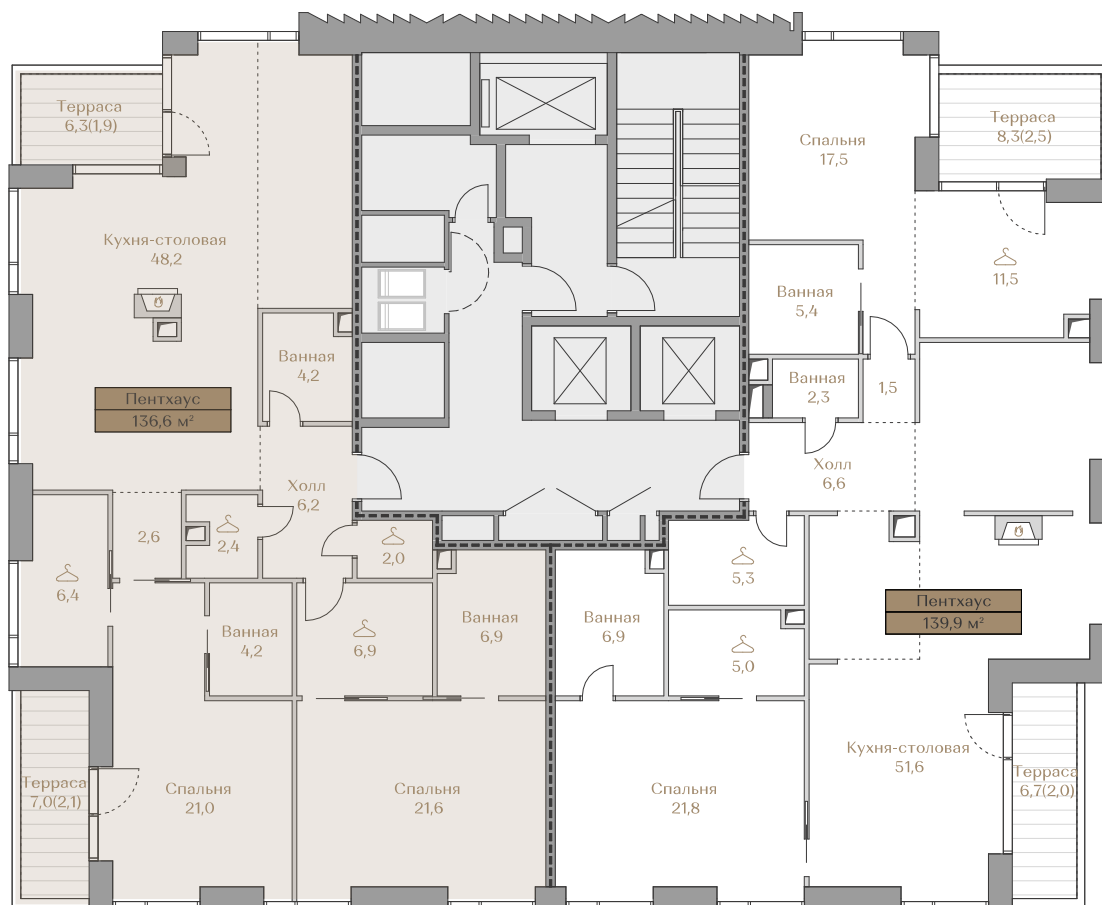 Терраса
6,3(1,9)
Кухня-столовая
48,2
Ванная
4,2
Пентхаус
136,6 м²
Холл
6,2
2,6
2,4
2,0
6,4
Ванная
4,2
6,9
Ванная
6,9
Терраса
7,0(2,1)
Спальня
21,0
Спальня
21,6
Спальня
17,5
Терраса
8,3(2,5)
11,5
Ванная
5,4
Ванная
2,3
1,5
Холл
6,6
5,3
Ванная
6,9
5,0
Пентхаус
139,9 м²
Кухня-столовая
51,6
Терраса
6,7(2,0)
Спальня
21,8